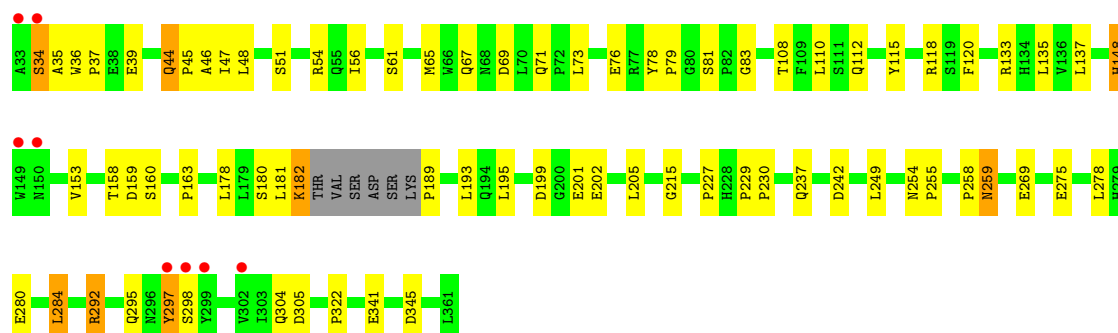 A33 S34 A35 W36 P37 E38 E39 Q44 P45 A46 I47 L48 S51 R54 Q55 I56 S61 M65 W66 Q67 N68 D69 L70 Q71 P72 L73 E76 R77 Y78 P79 G80 S81 P82 G83 T108 F109 L110 S111 Q112 Y115 R118 S119 F120 R133 H134 L135 V136 L137
W149 N150 V153 T158 D159 S160 P163 L178 L179 S180 L181 K182 THR VAL SER ASP SER LYS P189 L193 Q194 L195 D199 G200 E201 E202 L205 G215 P227 H228 P229 P230 Q237 D242 L249 N254 P255 P258 N259 E269 E275 L278
E280 L284 R292 Q295 N296 Y297 S298 Y299 V302 I303 Q304 D305 P322 E341 D345 L361